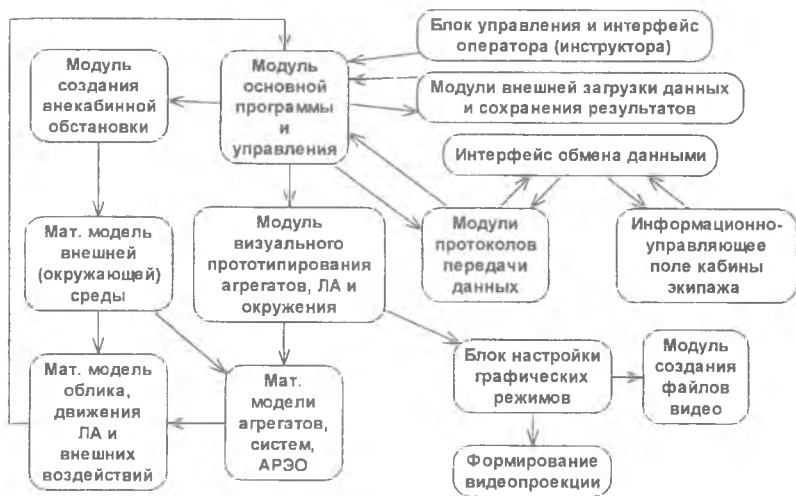 Блок управления и интерфейс
оператора (инструктора)
Модуль
создания
внекабинной
обстановки
Модуль
основной
программы
и
управления
Модули внешней загрузки данных
и сохранения результатов
Интерфейс обмена данными
Мат. модель
внешней
(окружающей)
среды
Модуль
визуального
прототипирования
агрегатов, ЛА и
окружения
Модули
протоколов
передачи
данных
Информационно-
управляющее
поле кабины
экипажа
Мат. модель
облика,
движения
ЛА и
внешних
воздействий
Мат.
модели
агрегатов,
систем,
АРЭО
Блок настройки
графических
режимов
Модуль
создания
файлов
видео
Формирование
видеопроекции